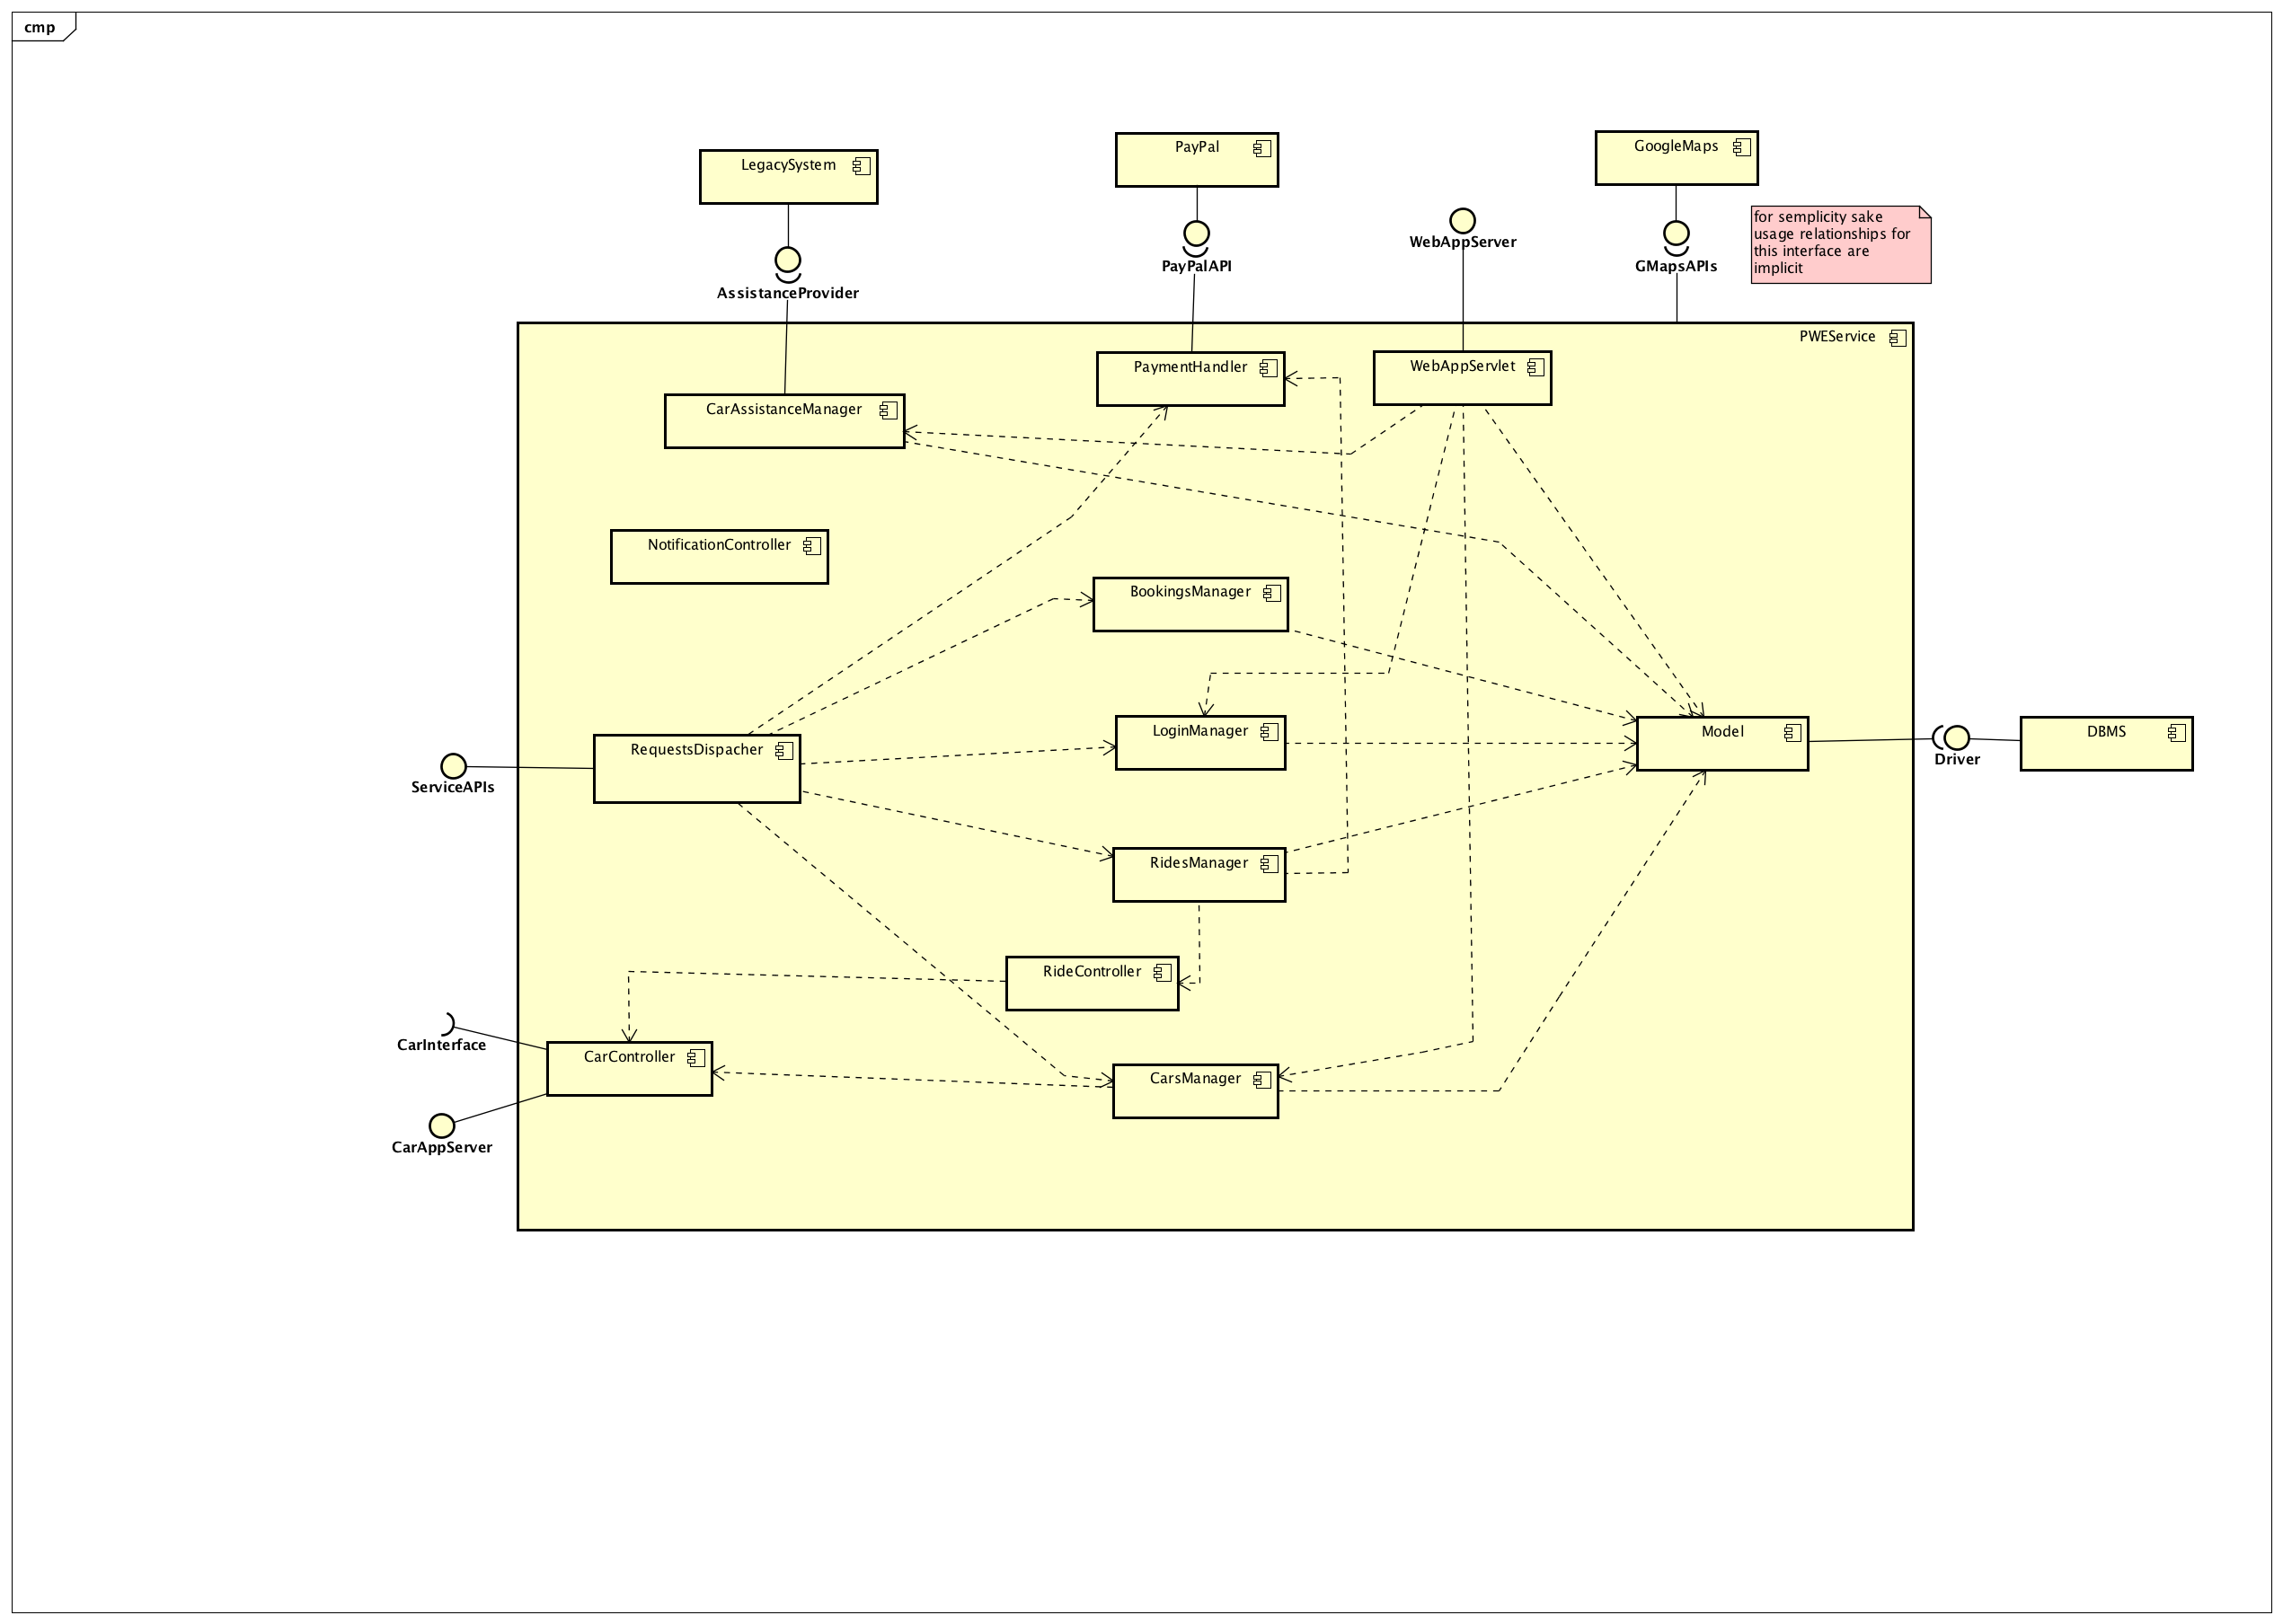 cmp
LegacySystem
PayPal
GoogleMaps
AssistanceProvider
PayPalAPI
WebAppServer
GMapsAPIs
for semplicity sake
usage relationships for
this interface are
implicit
PWEService
CarAssistanceManager
PaymentHandler
WebAppServlet
NotificationController
BookingsManager
RequestsDispacher
LoginManager
Model
ServiceAPIs
Driver
DBMS
RidesManager
RideController
CarInterface
CarController
CarsManager
CarAppServer